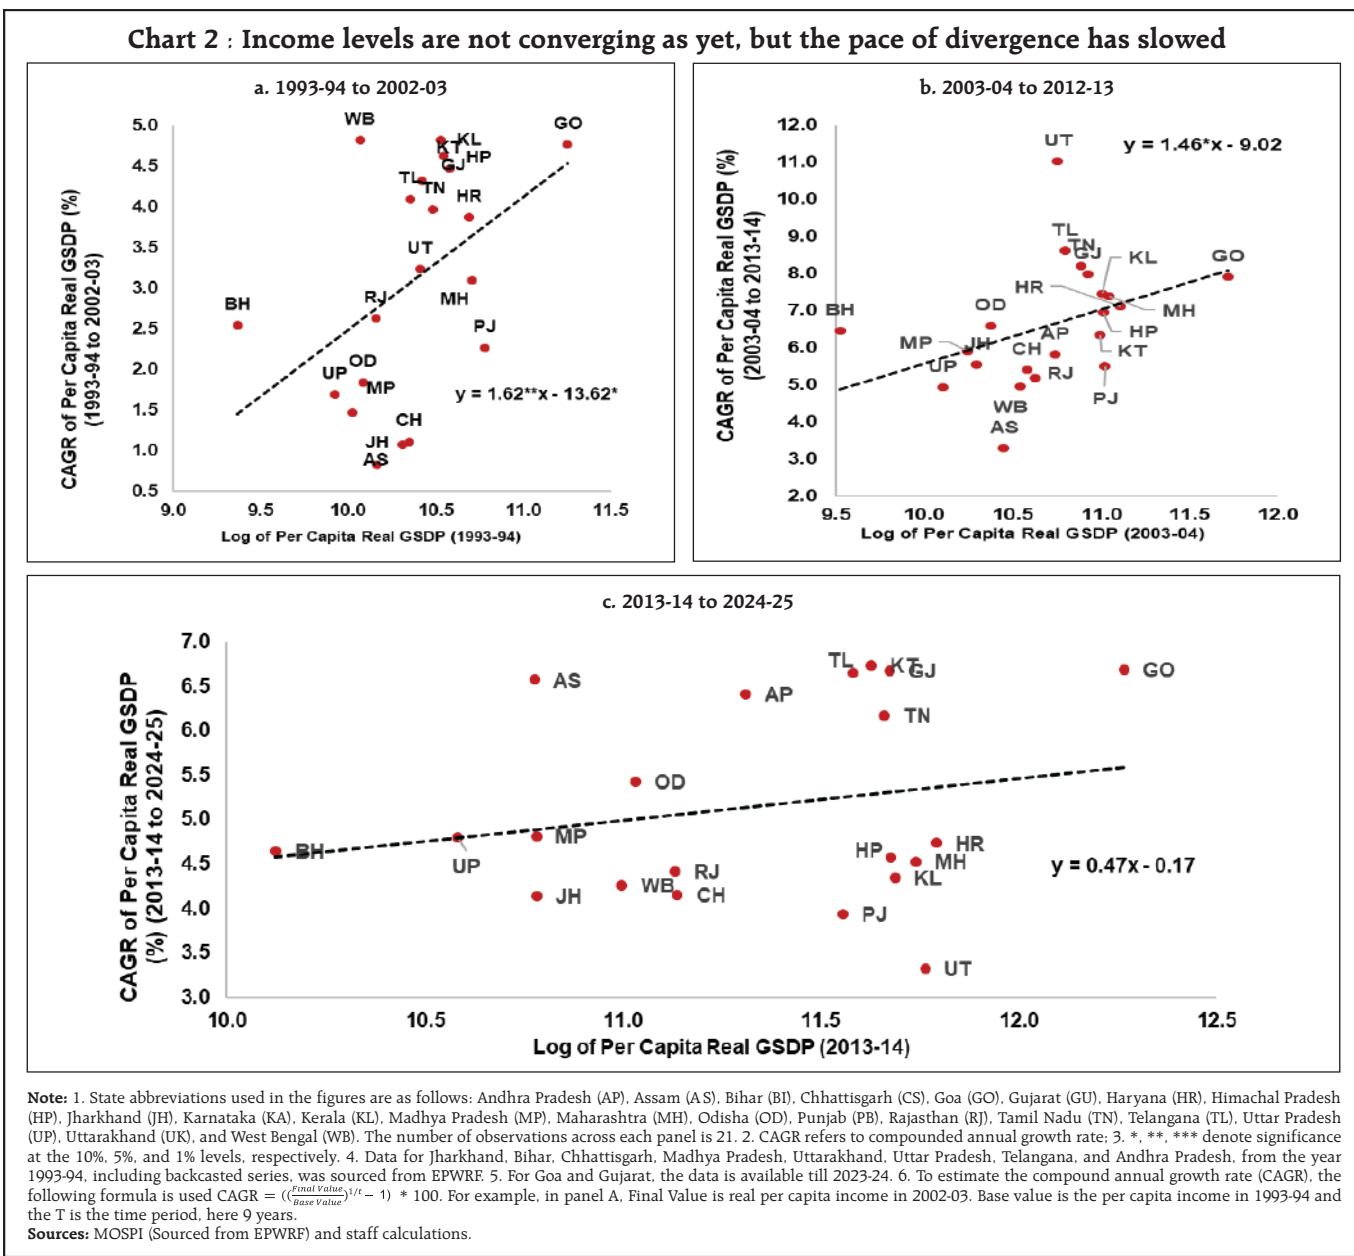 Chart 2 : Income levels are not converging as yet, but the pace of divergence has slowed
a. 1993-94 to 2002-03
CAGR of Per Capita Real GSDP (%)
(1993-94 to 2002-03)
5.0
4.5
4.0
3.5
3.0
2.5
2.0
1.5
1.0
0.5
WB
GO
KL
KT
HP
GJ
TL
TN
HR
UT
RJ
MH
BH
PJ
OD
UP
MP
CH
JH
AS
y = 1.62**x - 13.62*
9.0 9.5 10.0 10.5 11.0 11.5
Log of Per Capita Real GSDP (1993-94)
b. 2003-04 to 2012-13
CAGR of Per Capita Real GSDP (%)
(2003-04 to 2013-14)
12.0
11.0
10.0
9.0
8.0
7.0
6.0
5.0
4.0
3.0
2.0
UT
y = 1.46*x - 9.02
TL
TN
GJ
KL
GO
HR
BH
OD
MH
MP
JH
AP
HP
CH
KT
UP
RJ
PJ
WB
AS
9.5 10.0 10.5 11.0 11.5 12.0
Log of Per Capita Real GSDP (2003-04)
c. 2013-14 to 2024-25
CAGR of Per Capita Real GSDP
(%) (2013-14 to 2024-25)
7.0
6.5
6.0
5.5
5.0
4.5
4.0
3.5
3.0
AS
AP
TL
KT
GJ
GO
TN
OD
BH
UP
MP
HP
HR
MH
RJ
WB
CH
JH
KL
PJ
UT
y = 0.47x - 0.17
10.0 10.5 11.0 11.5 12.0 12.5
Log of Per Capita Real GSDP (2013-14)
Note: 1. State abbreviations used in the figures are as follows: Andhra Pradesh (AP), Assam (AS), Bihar (BI), Chhattisgarh (CS), Goa (GO), Gujarat (GU), Haryana (HR), Himachal Pradesh
(HP), Jharkhand (JH), Karnataka (KA), Kerala (KL), Madhya Pradesh (MP), Maharashtra (MH), Odisha (OD), Punjab (PB), Rajasthan (RJ), Tamil Nadu (TN), Telangana (TL), Uttar Pradesh
(UP), Uttarakhand (UK), and West Bengal (WB). The number of observations across each panel is 21. 2. CAGR refers to compounded annual growth rate; 3. *, **, *** denote significance
at the 10%, 5%, and 1% levels, respectively. 4. Data for Jharkhand, Bihar, Chhattisgarh, Madhya Pradesh, Uttarakhand, Uttar Pradesh, Telangana, and Andhra Pradesh, from the year
1993-94, including backcasted series, was sourced from EPWRF. 5. For Goa and Gujarat, the data is available till 2023-24. 6. To estimate the compound annual growth rate (CAGR), the
following formula is used CAGR = ((Final Value/Base Value)^1/t − 1) * 100. For example, in panel A, Final Value is real per capita income in 2002-03. Base value is the per capita income in 1993-94 and
the T is the time period, here 9 years.
Sources: MOSPI (Sourced from EPWRF) and staff calculations.